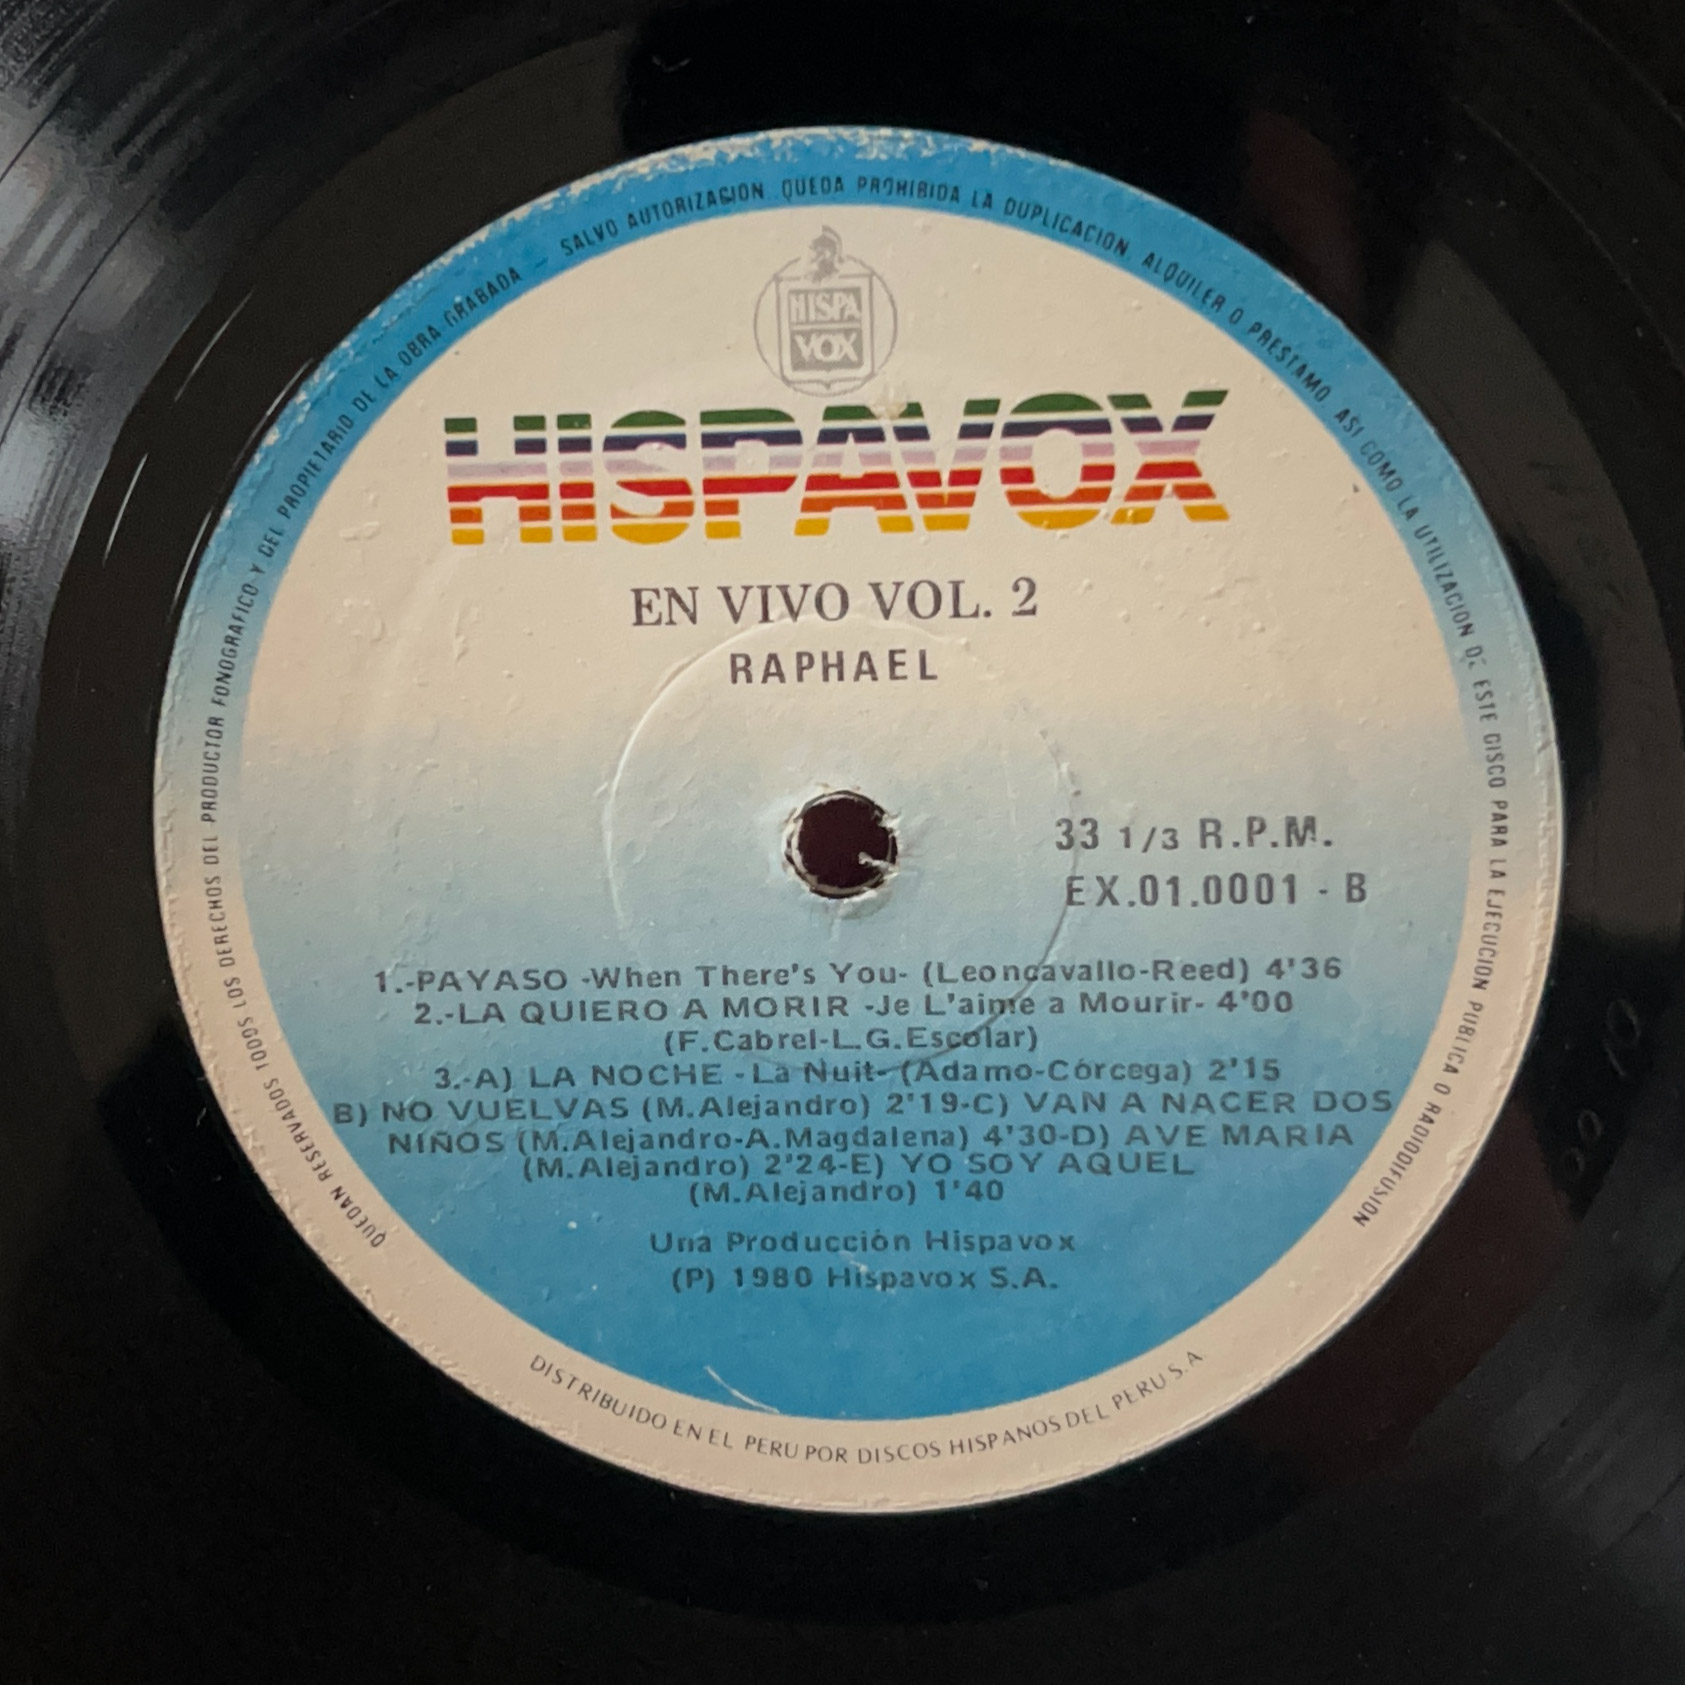 QUEDAN RESERVADOS TODOS LOS DERECHOS DEL PRODUCTOR FONOGRAFICO Y DEL PROPIETARIO DE LA OBRA GRABADA — SALVO AUTORIZACION QUEDA PROHIBIDA LA DUPLICACION, ALQUILER O PRESTAMO, ASI COMO LA UTILIZACION DE ESTE DISCO PARA LA EJECUCION PUBLICA O RADIODIFUSION
HISPA
VOX
HISPAVOX
EN VIVO VOL. 2
RAPHAEL
33 1/3 R.P.M.
EX.01.0001 - B
1.-PAYASO -When There's You- (Leoncavallo-Reed) 4'36
2.-LA QUIERO A MORIR -Je L'aime a Mourir- 4'00
(F.Cabrel-L.G.Escolar)
3.-A) LA NOCHE -La Nuit- (Adamo-Córcega) 2'15
B) NO VUELVAS (M.Alejandro) 2'19-C) VAN A NACER DOS
NIÑOS (M.Alejandro-A.Magdalena) 4'30-D) AVE MARIA
(M.Alejandro) 2'24-E) YO SOY AQUEL
(M.Alejandro) 1'40
Una Producción Hispavox
(P) 1980 Hispavox S.A.
DISTRIBUIDO EN EL PERU POR DISCOS HISPANOS DEL PERU S.A.